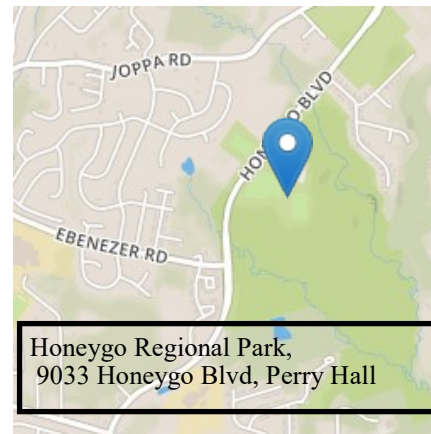 JOPPA RD
HONEYGO BLVD
EBENEZER RD
Honeygo Regional Park,
9033 Honeygo Blvd, Perry Hall